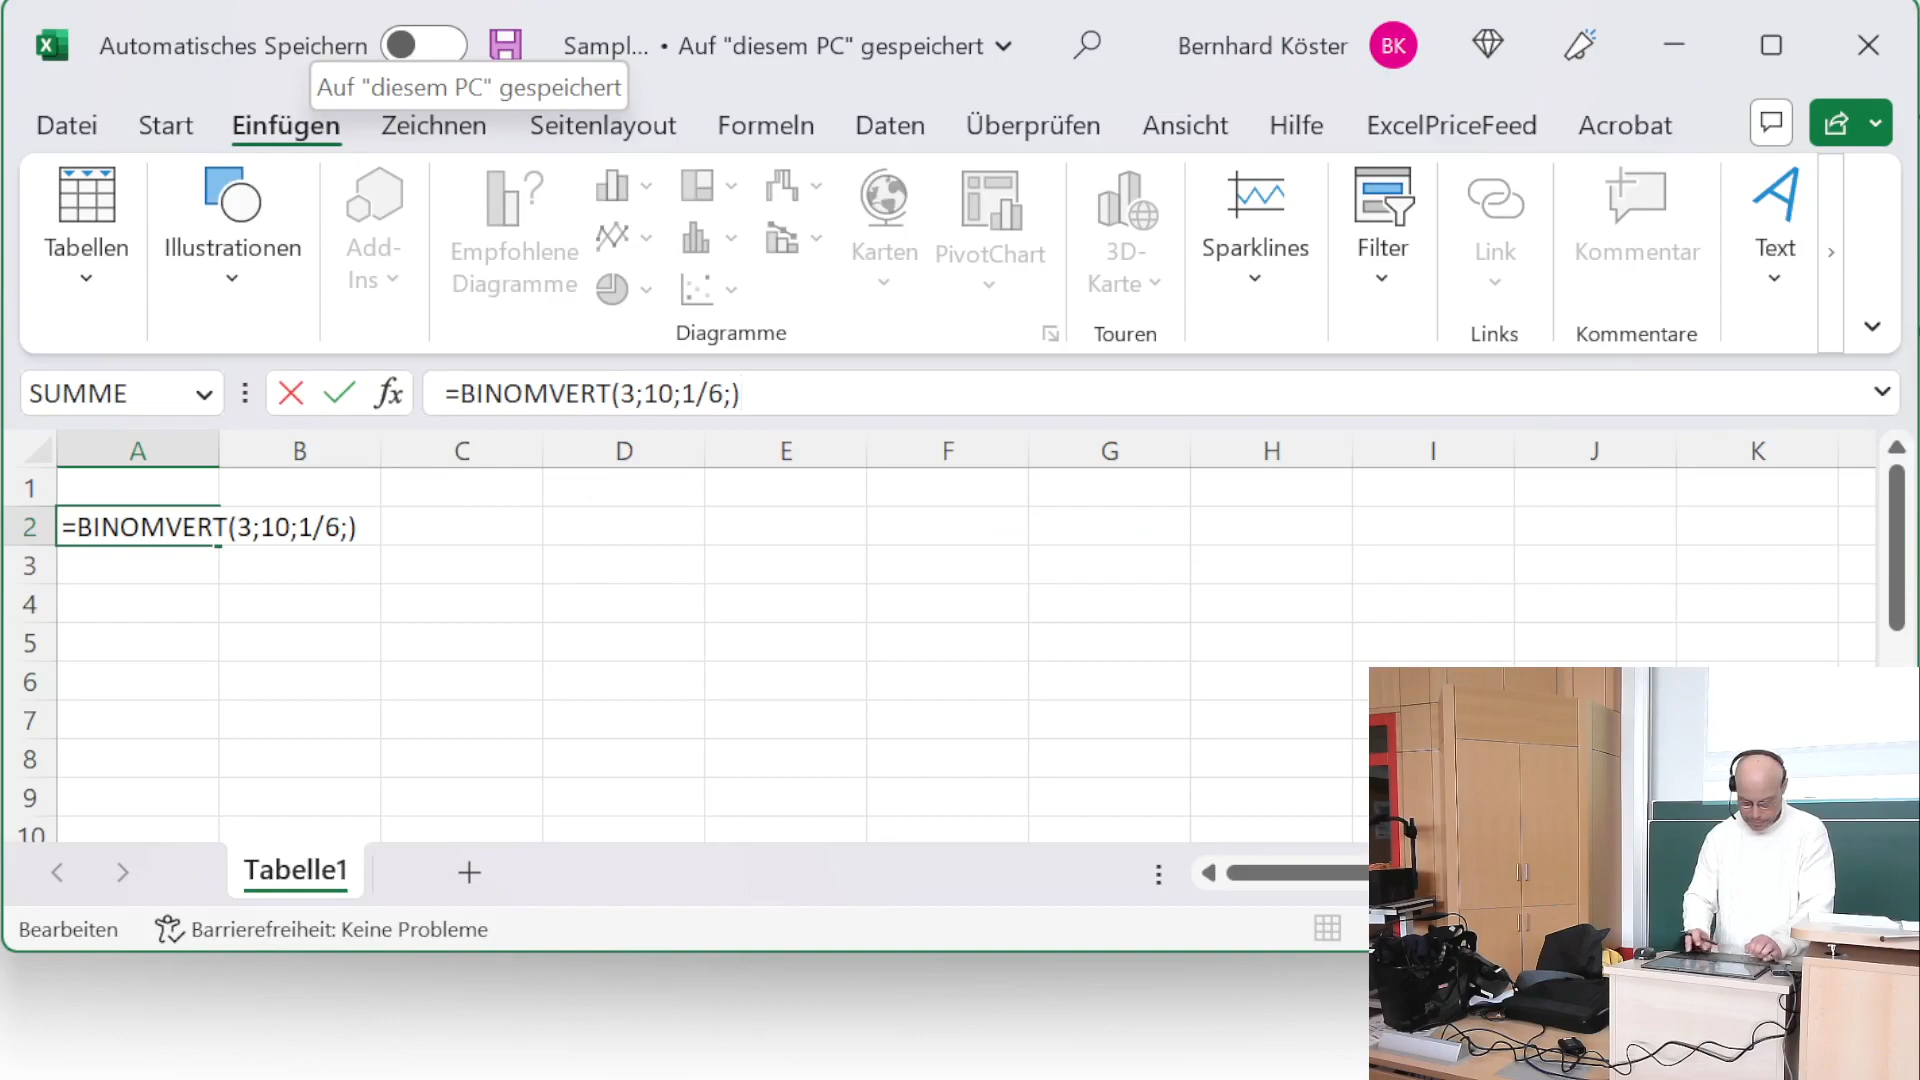 Automatisches Speichern
Sampl... • Auf "diesem PC" gespeichert
Bernhard Köster
BK
Auf "diesem PC" gespeichert
Datei Start Einfügen Zeichnen Seitenlayout Formeln Daten Überprüfen Ansicht Hilfe ExcelPriceFeed Acrobat
Tabellen
Illustrationen
Add-
Ins
Empfohlene
Diagramme
Karten
PivotChart
Diagramme
3D-
Karte
Touren
Sparklines
Filter
Link
Links
Kommentar
Kommentare
Text
SUMME
fx
=BINOMVERT(3;10;1/6;)
A B C D E F G H I J K
1
2 =BINOMVERT(3;10;1/6;)
3
4
5
6
7
8
9
10
Tabelle1
Bearbeiten
Barrierefreiheit: Keine Probleme